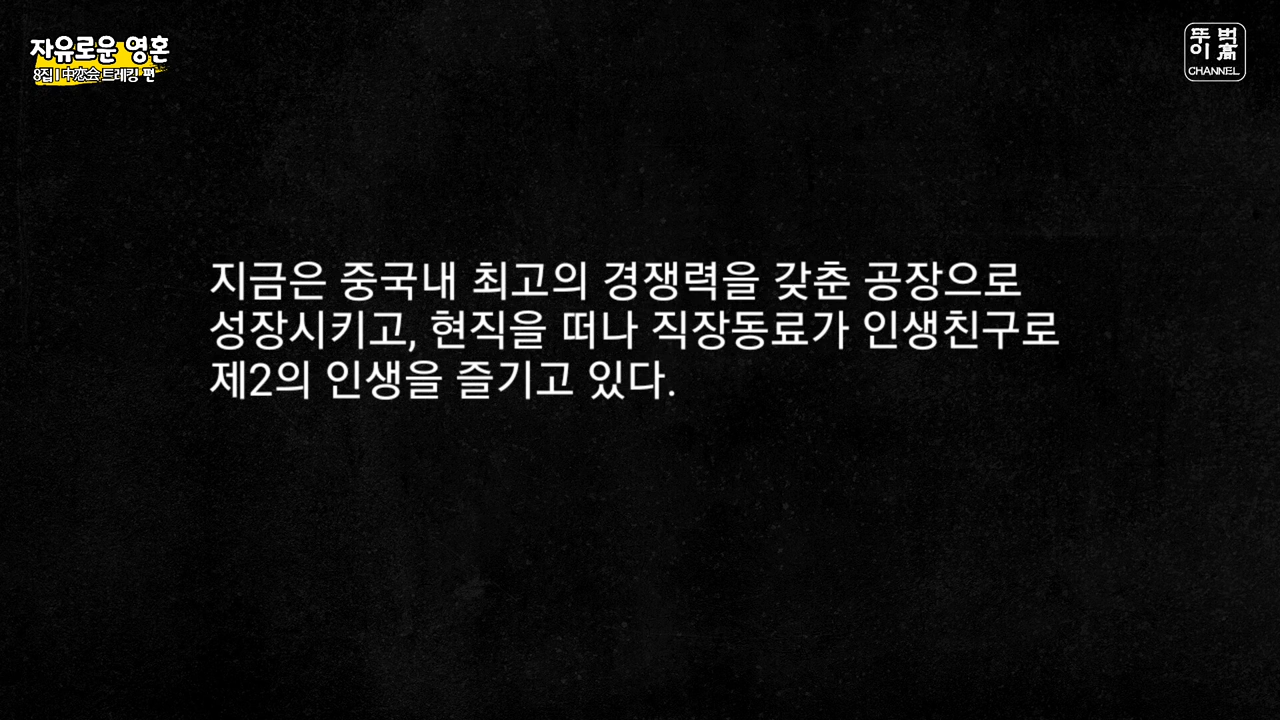 자유로운 영혼
8집 I 中恋会 트레킹 편
뚜벅
이高
CHANNEL
지금은 중국내 최고의 경쟁력을 갖춘 공장으로
성장시키고, 현직을 떠나 직장동료가 인생친구로
제2의 인생을 즐기고 있다.